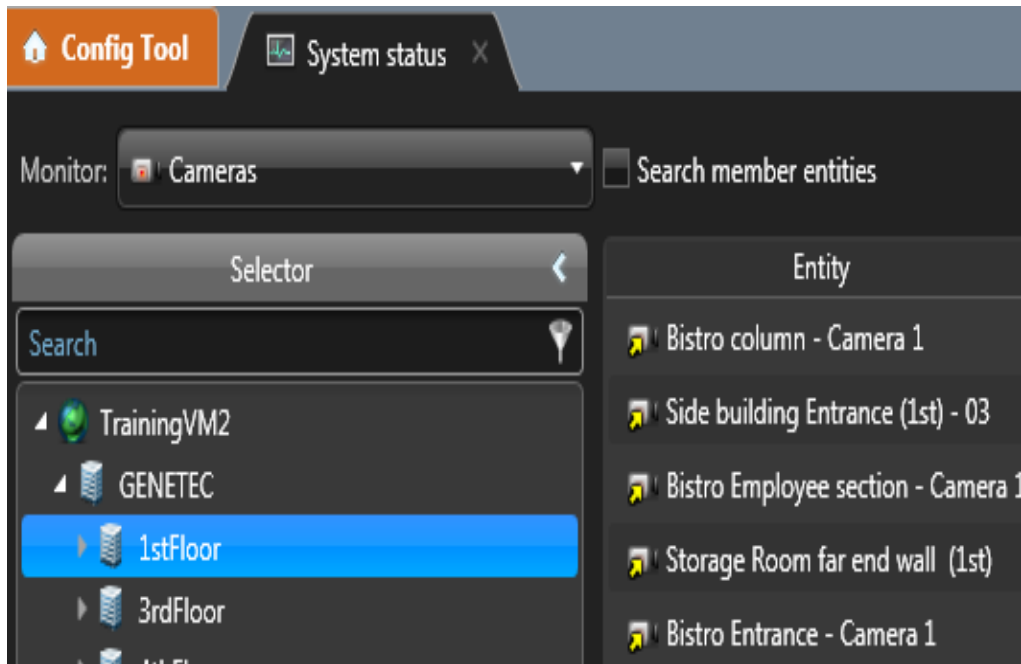 Config Tool
System status
Monitor: Cameras
Search member entities
Selector
Entity
Search
Bistro column - Camera 1
TrainingVM2
Side building Entrance (1st) - 03
GENETEC
Bistro Employee section - Camera 1
1stFloor
Storage Room far end wall (1st)
3rdFloor
Bistro Entrance - Camera 1